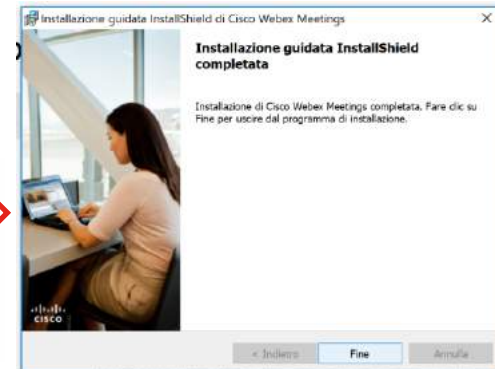 Installazione guidata InstallShield di Cisco Webex Meetings
Installazione guidata InstallShield
completata
Installazione di Cisco Webex Meetings completata. Fare clic su
Fine per uscire dal programma di installazione.
CISCO
< Indietro Fine Annulla